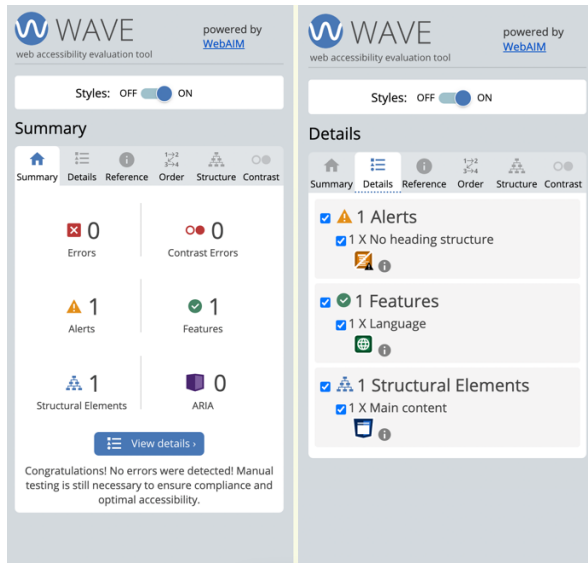 WAVE
web accessibility evaluation tool
powered by
WebAIM
Styles: OFF ON
Summary
1→2
3→4
Summary Details Reference Order Structure Contrast
0
Errors
0
Contrast Errors
1
Alerts
1
Features
1
Structural Elements
0
ARIA
View details ›
Congratulations! No errors were detected! Manual
testing is still necessary to ensure compliance and
optimal accessibility.
WAVE
web accessibility evaluation tool
powered by
WebAIM
Styles: OFF ON
Details
1→2
3→4
Summary Details Reference Order Structure Contrast
1 Alerts
1 X No heading structure
1 Features
1 X Language
1 Structural Elements
1 X Main content